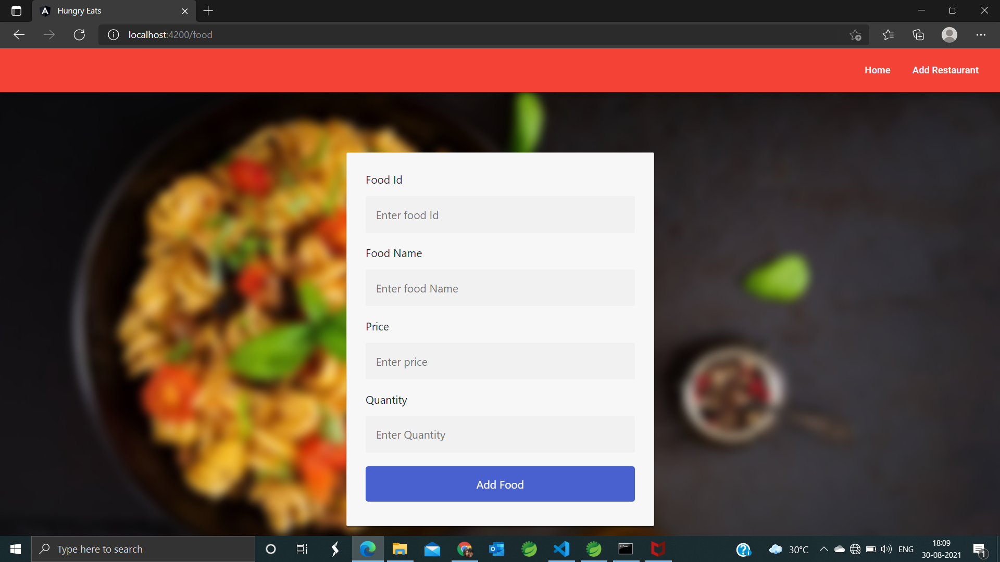 Hungry Eats
localhost:4200/food
Home Add Restaurant
Food Id
Enter food Id
Food Name
Enter food Name
Price
Enter price
Quantity
Enter Quantity
Add Food
Type here to search
30°C
ENG
18:09
30-08-2021
1